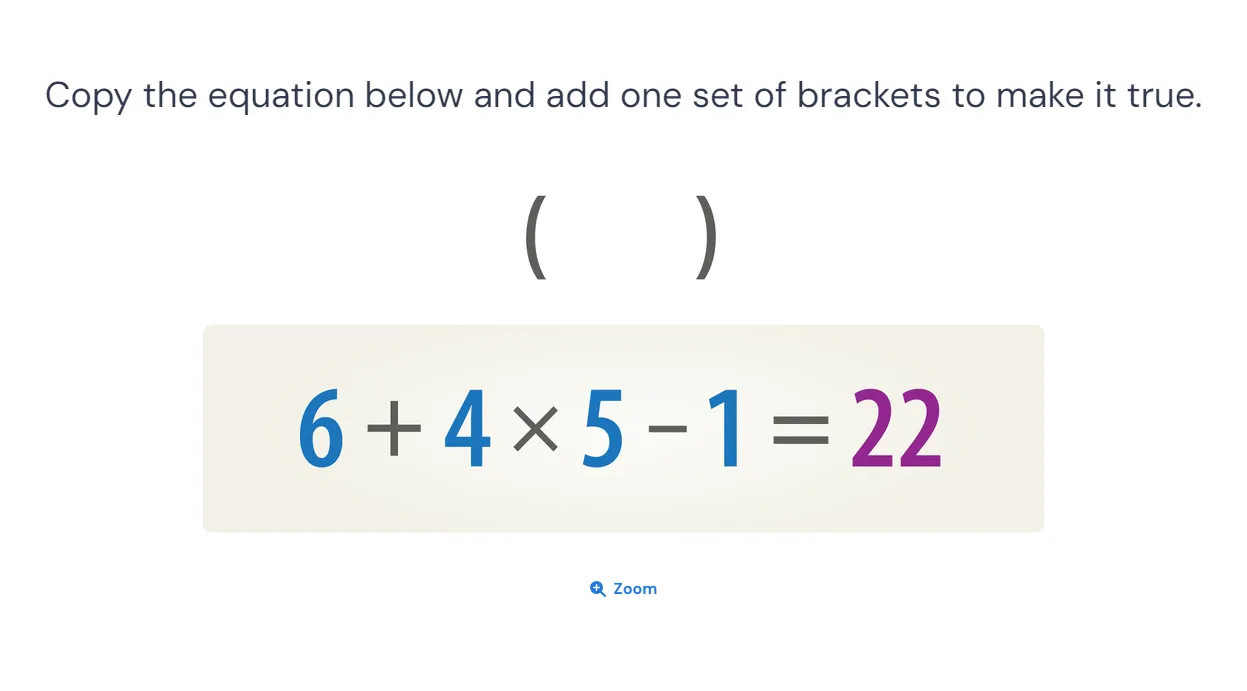 Copy the equation below and add one set of brackets to make it true.
( )
6 + 4 × 5 − 1 = 22
Zoom